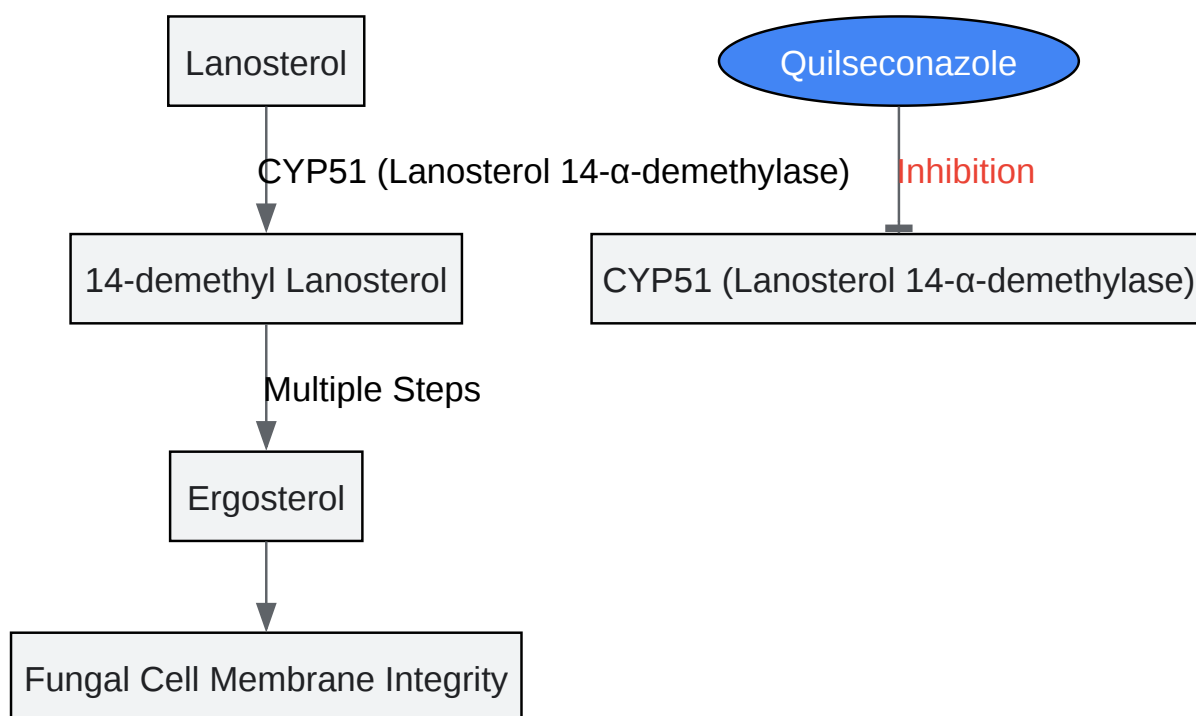 Lanosterol
Quilseconazole
CYP51 (Lanosterol 14-α-demethylase)
Inhibition
14-demethyl Lanosterol
CYP51 (Lanosterol 14-α-demethylase)
Multiple Steps
Ergosterol
Fungal Cell Membrane Integrity